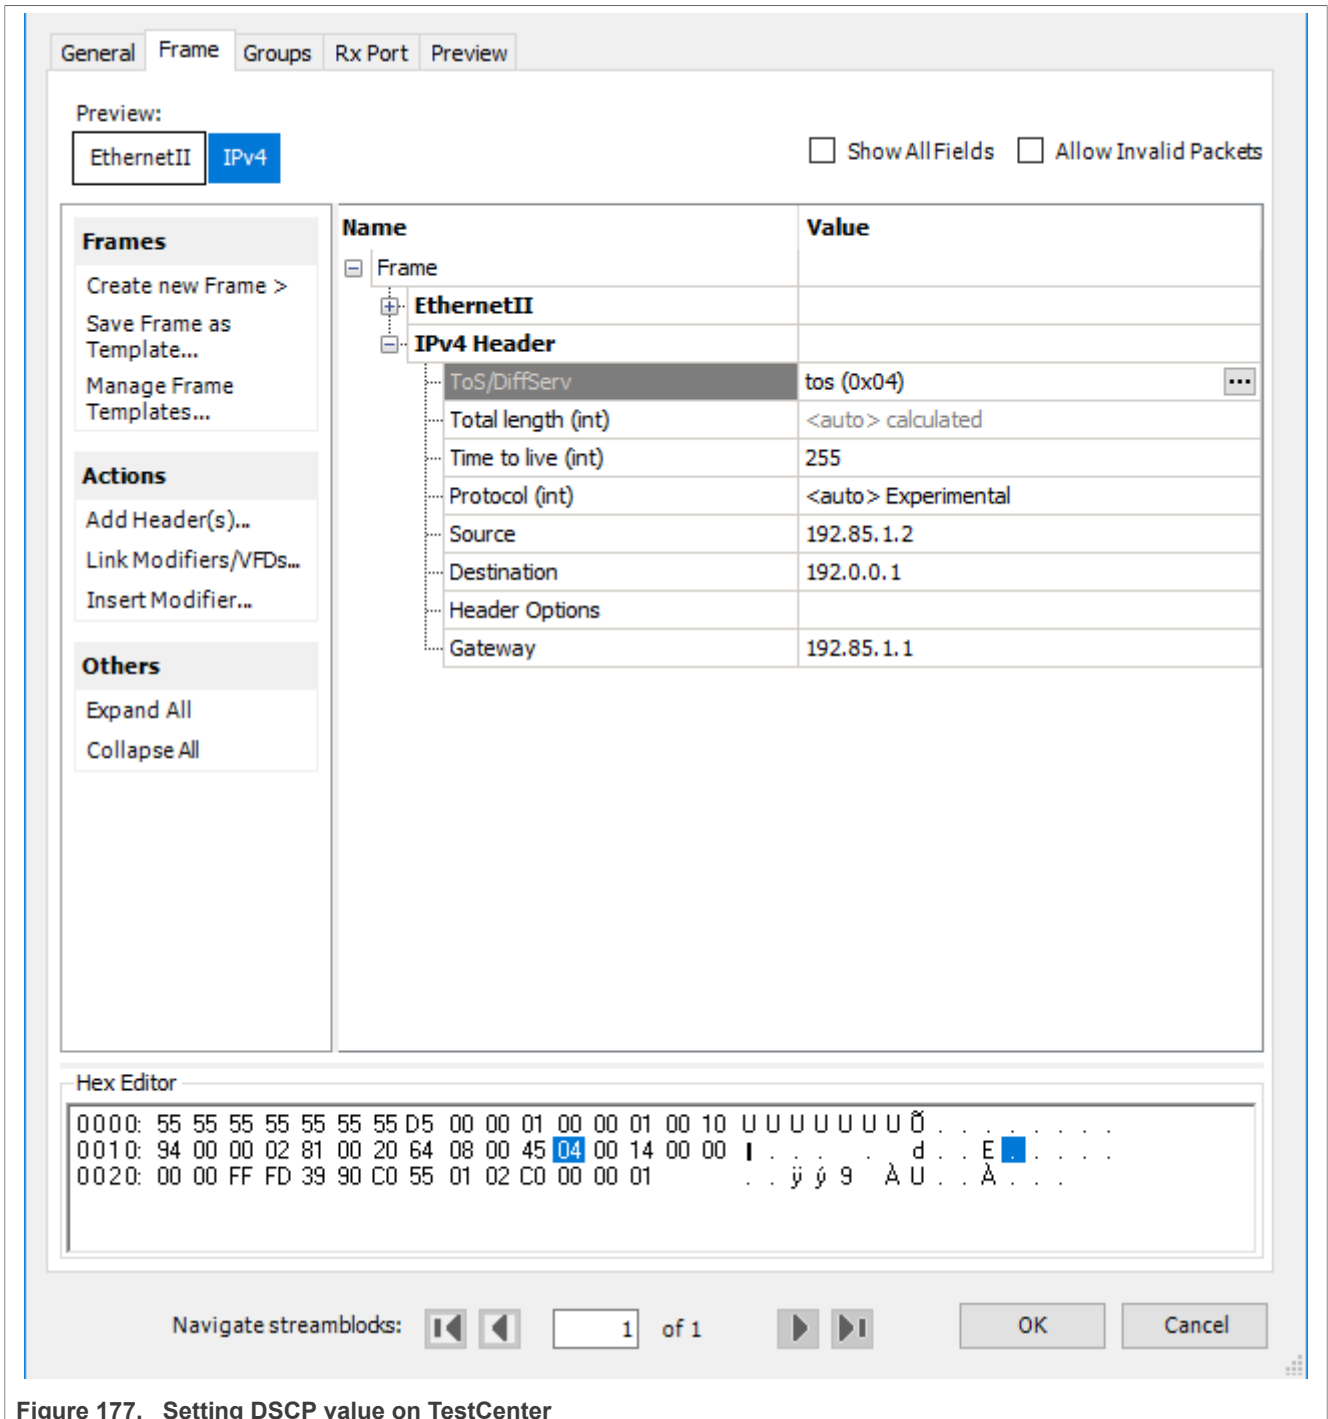 General Frame Groups Rx Port Preview
Preview:
EthernetII IPv4
Show All Fields Allow Invalid Packets
Frames
Create new Frame >
Save Frame as
Template...
Manage Frame
Templates...
Actions
Add Header(s)...
Link Modifiers/VFDs...
Insert Modifier...
Others
Expand All
Collapse All
Name Value
Frame
EthernetII
IPv4 Header
ToS/DiffServ tos (0x04)
Total length (int) <auto> calculated
Time to live (int) 255
Protocol (int) <auto> Experimental
Source 192.85.1.2
Destination 192.0.0.1
Header Options
Gateway 192.85.1.1
Hex Editor
0000: 55 55 55 55 55 55 55 D5 00 00 01 00 00 01 00 10 U U U U U U U Õ . . . . . . . .
0010: 94 00 00 02 81 00 20 64 08 00 45 04 00 14 00 00 . . . . d . . E . . . . .
0020: 00 00 FF FD 39 90 C0 55 01 02 C0 00 00 01 . . ÿ ý 9 À U . . À . . .
Navigate streamblocks: 1 of 1 OK Cancel
Figure 177. Setting DSCP value on TestCenter